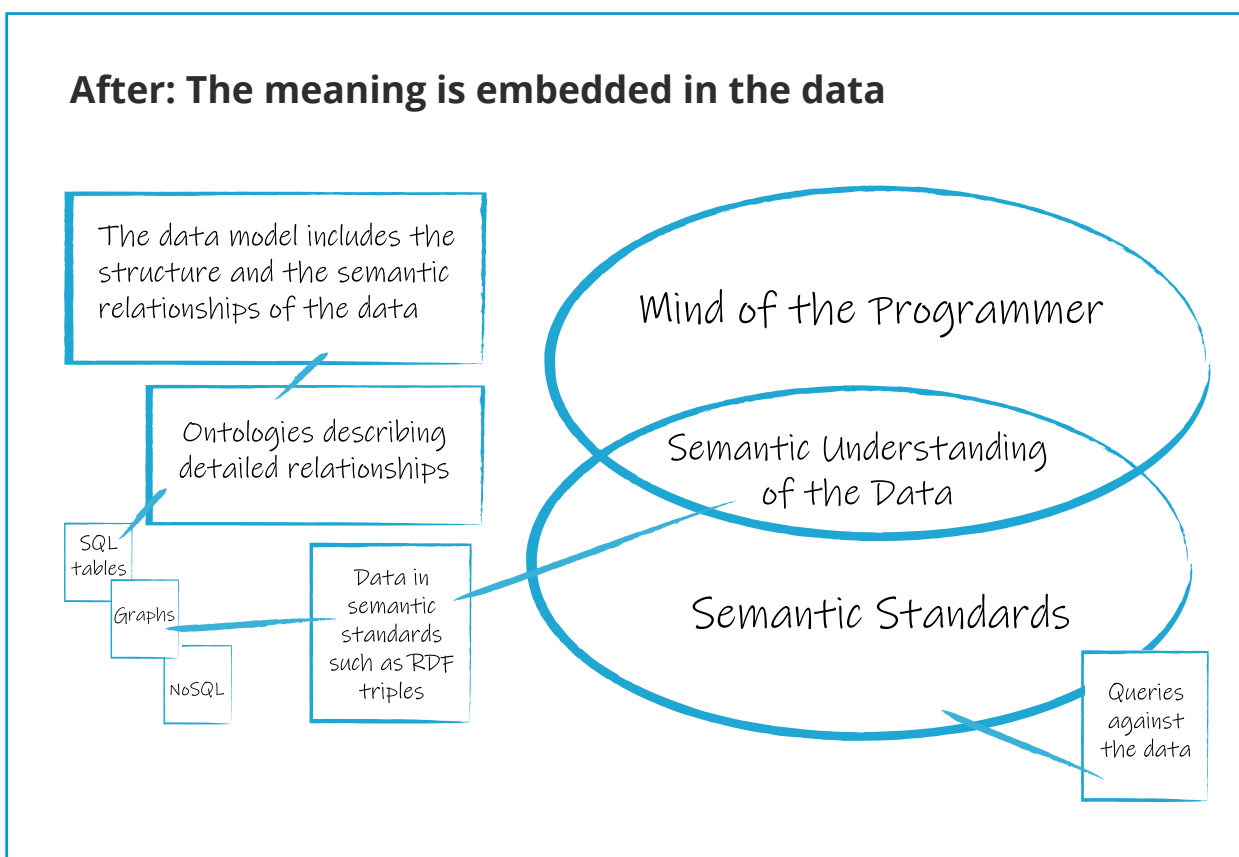 After: The meaning is embedded in the data
The data model includes the
structure and the semantic
relationships of the data
Ontologies describing
detailed relationships
SQL
tables
Graphs
NoSQL
Data in
semantic
standards
such as RDF
triples
Mind of the Programmer
Semantic Understanding
of the Data
Semantic Standards
Queries
against
the data